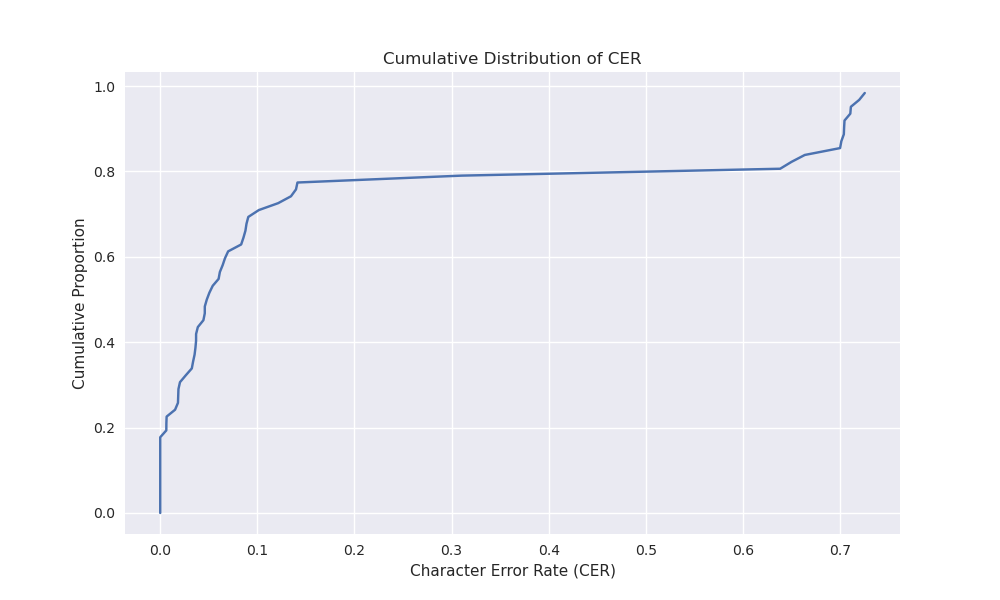 Cumulative Distribution of CER
1.0
0.8
0.6
0.4
0.2
0.0
Cumulative Proportion
0.0 0.1 0.2 0.3 0.4 0.5 0.6 0.7
Character Error Rate (CER)